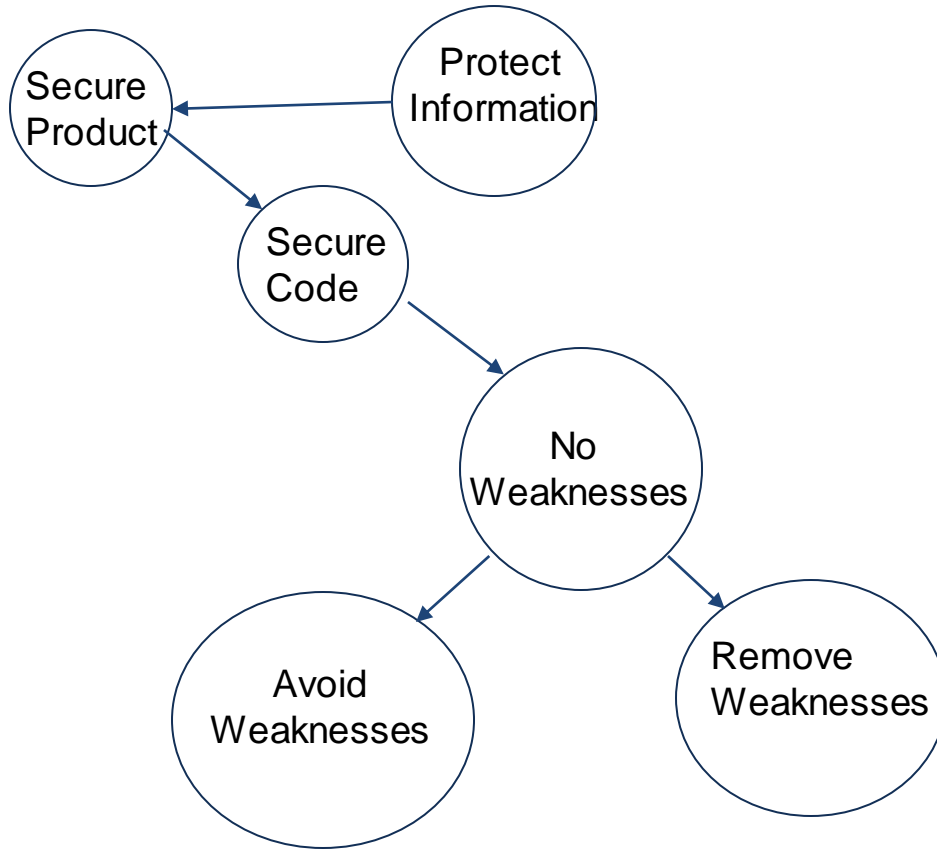 Secure
Product
Protect
Information
Secure
Code
No
Weaknesses
Avoid
Weaknesses
Remove
Weaknesses